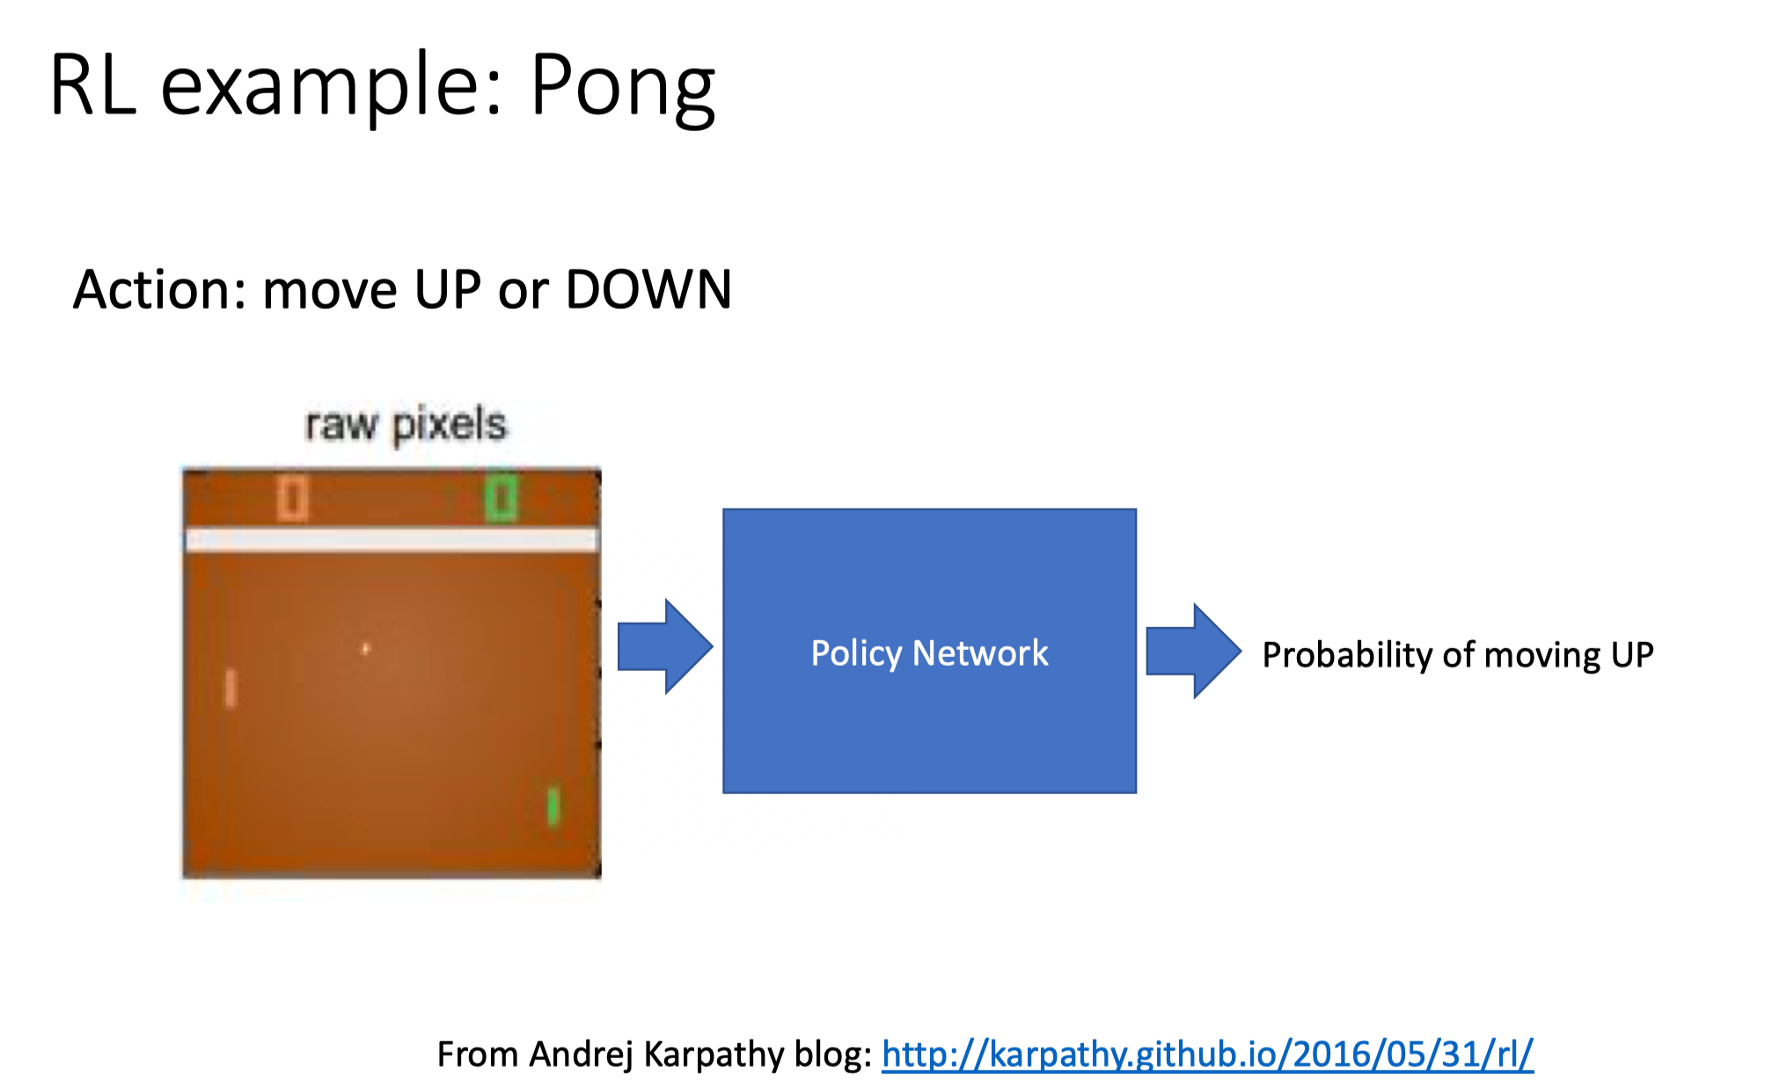 RL example: Pong
Action: move UP or DOWN
raw pixels
0 0
Policy Network
Probability of moving UP
From Andrej Karpathy blog: http://karpathy.github.io/2016/05/31/rl/